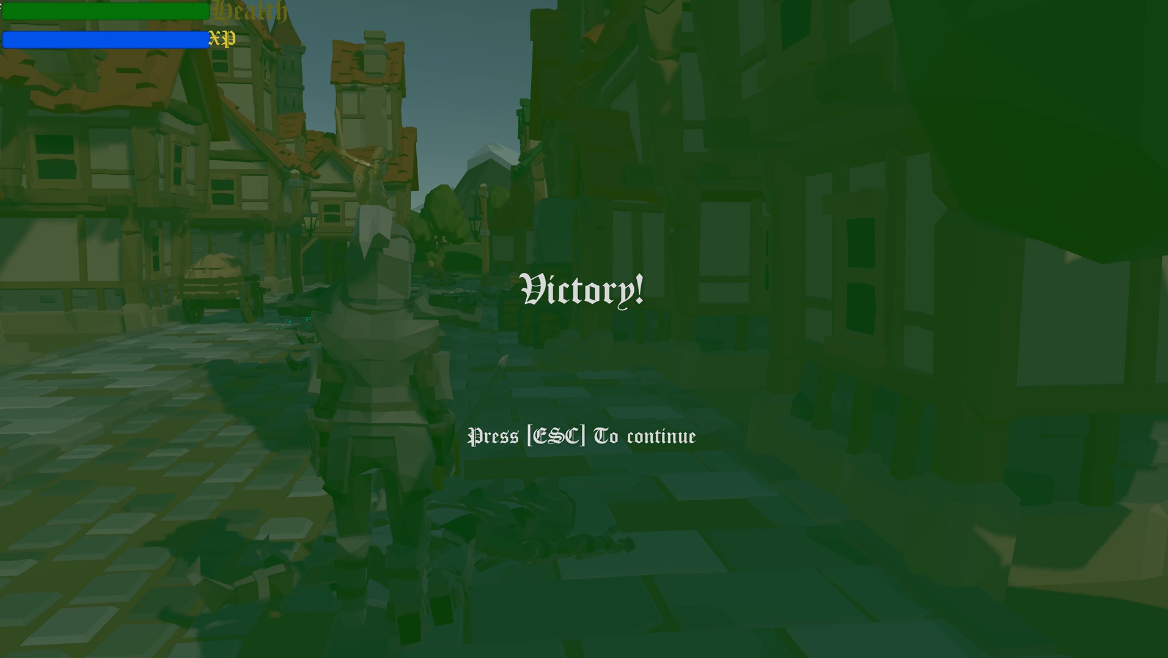 Health
XP
Victory!
Press [ESC] To continue